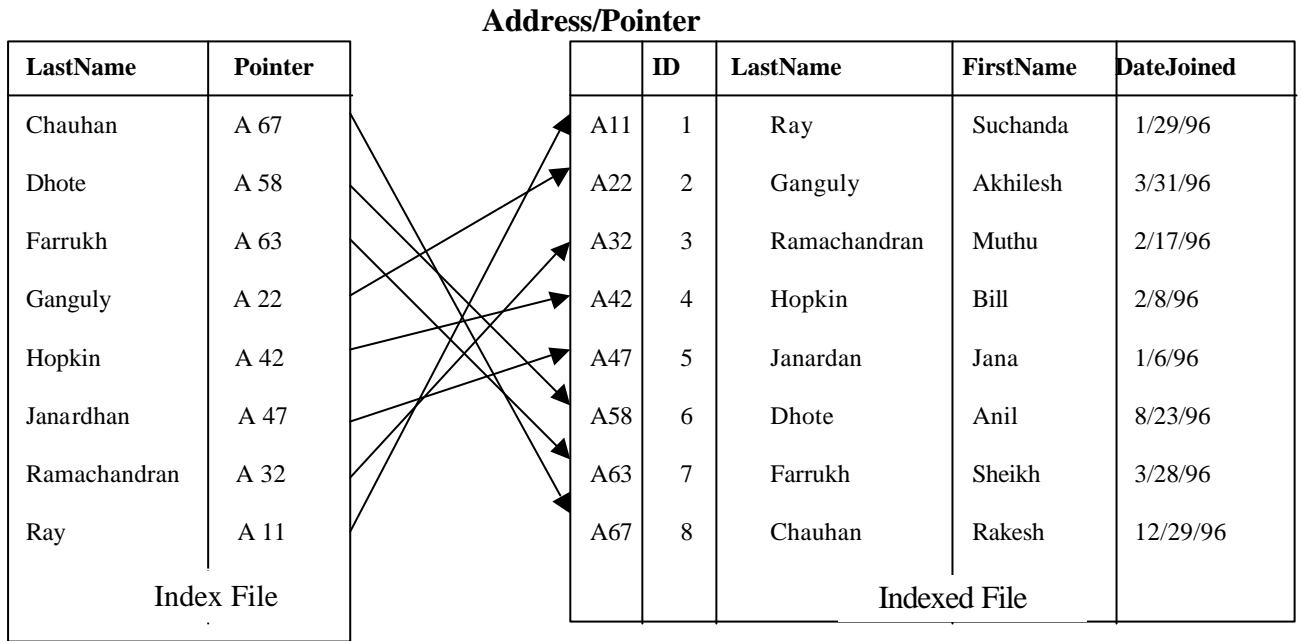 Address/Pointer
LastName Pointer
Chauhan A 67
Dhote A 58
Farrukh A 63
Ganguly A 22
Hopkin A 42
Janardhan A 47
Ramachandran A 32
Ray A 11
Index File
ID LastName FirstName DateJoined
A11 1 Ray Suchanda 1/29/96
A22 2 Ganguly Akhilesh 3/31/96
A32 3 Ramachandran Muthu 2/17/96
A42 4 Hopkin Bill 2/8/96
A47 5 Janardan Jana 1/6/96
A58 6 Dhote Anil 8/23/96
A63 7 Farrukh Sheikh 3/28/96
A67 8 Chauhan Rakesh 12/29/96
Indexed File